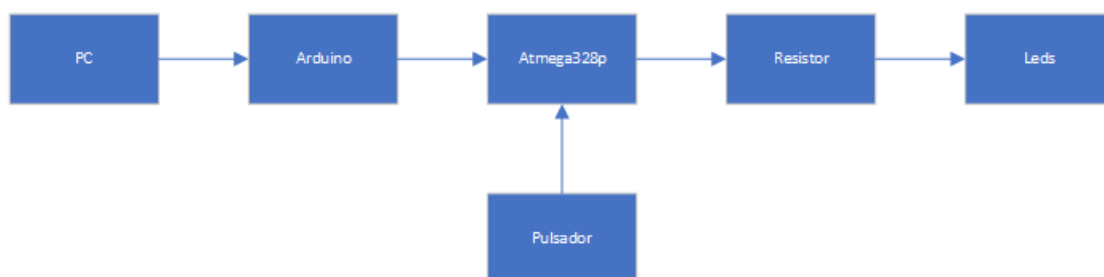 PC
Arduino
Atmega328p
Resistor
Leds
Pulsador